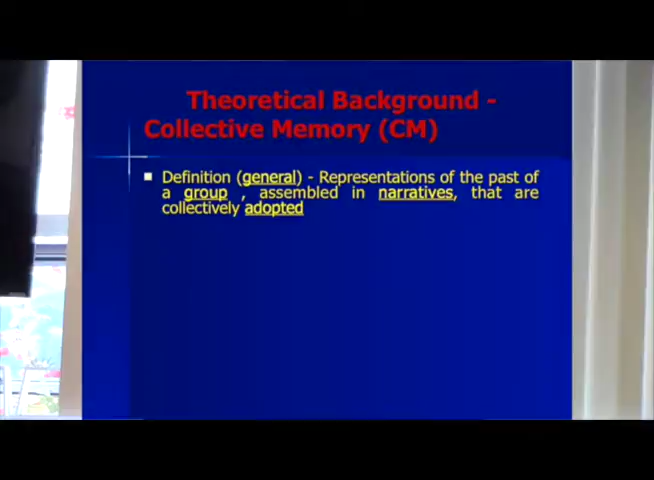 Theoretical Background -
Collective Memory (CM)
Definition (general) - Representations of the past of
a group , assembled in narratives, that are
collectively adopted